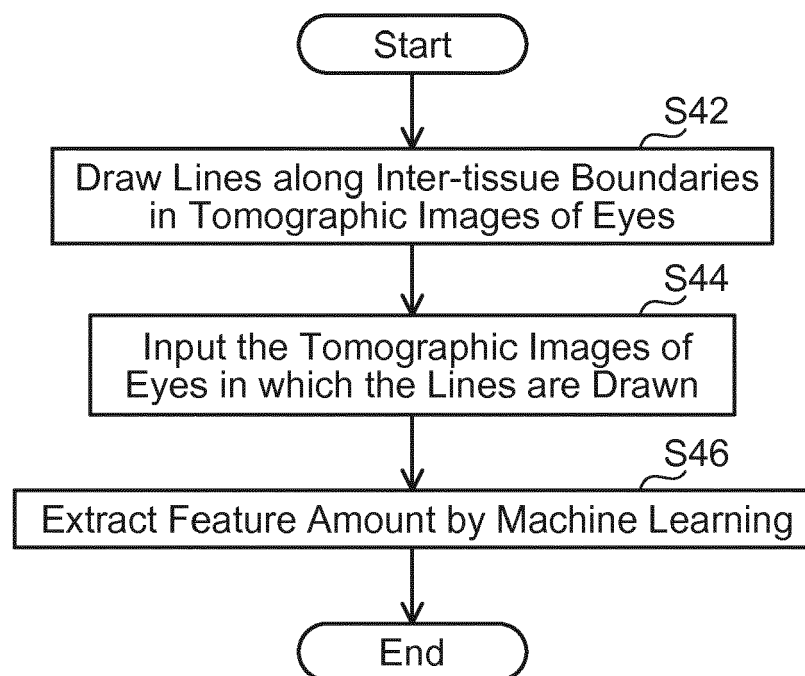 Start
S42
Draw Lines along Inter-tissue Boundaries
in Tomographic Images of Eyes
S44
Input the Tomographic Images of
Eyes in which the Lines are Drawn
S46
Extract Feature Amount by Machine Learning
End